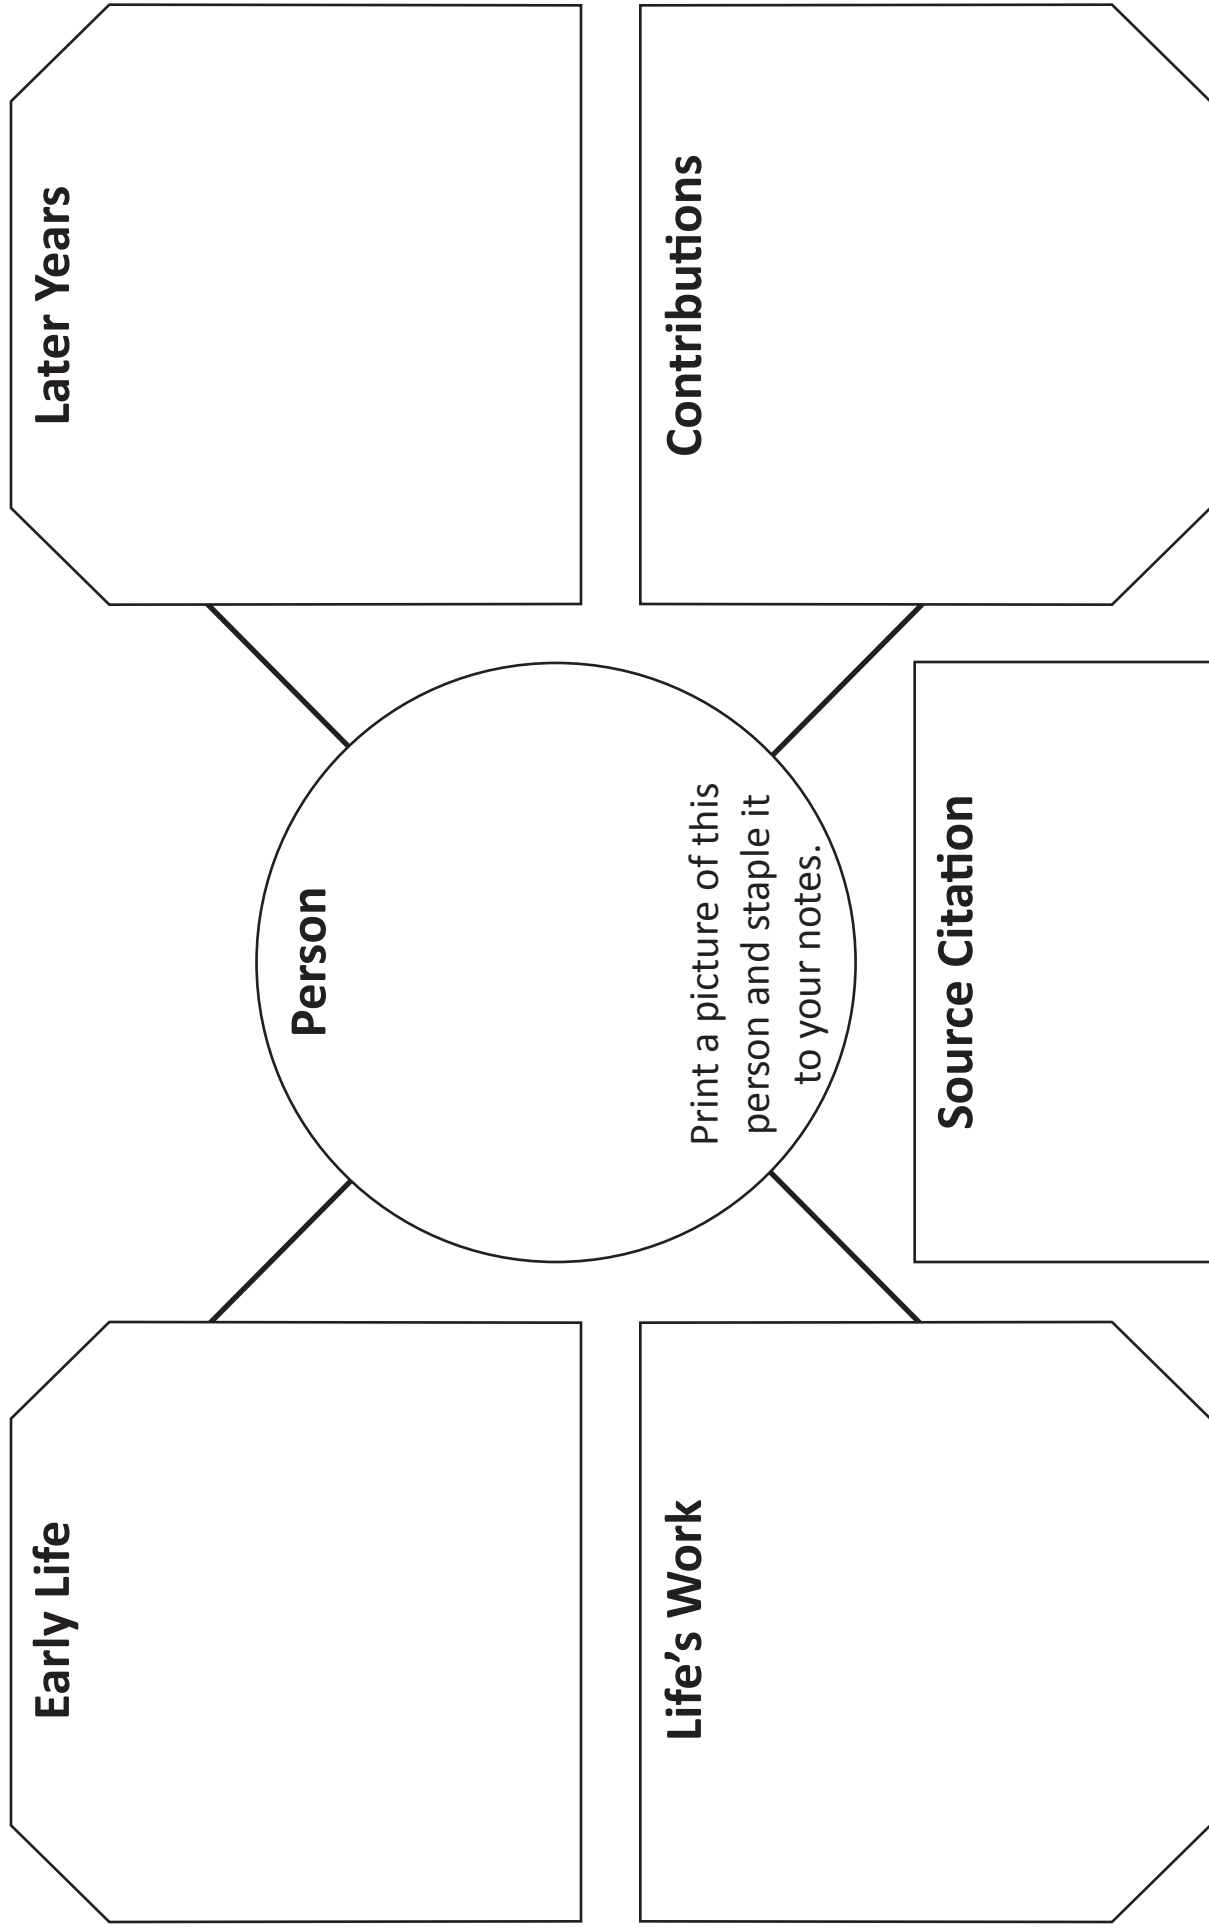 Early Life
Later Years
Person
Print a picture of this
person and staple it
to your notes.
Life’s Work
Contributions
Source Citation